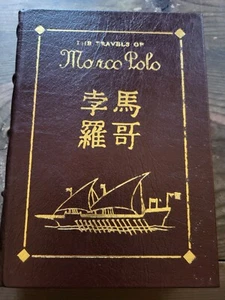 THE TRAVELS OF
Marco Polo
孛馬
羅哥